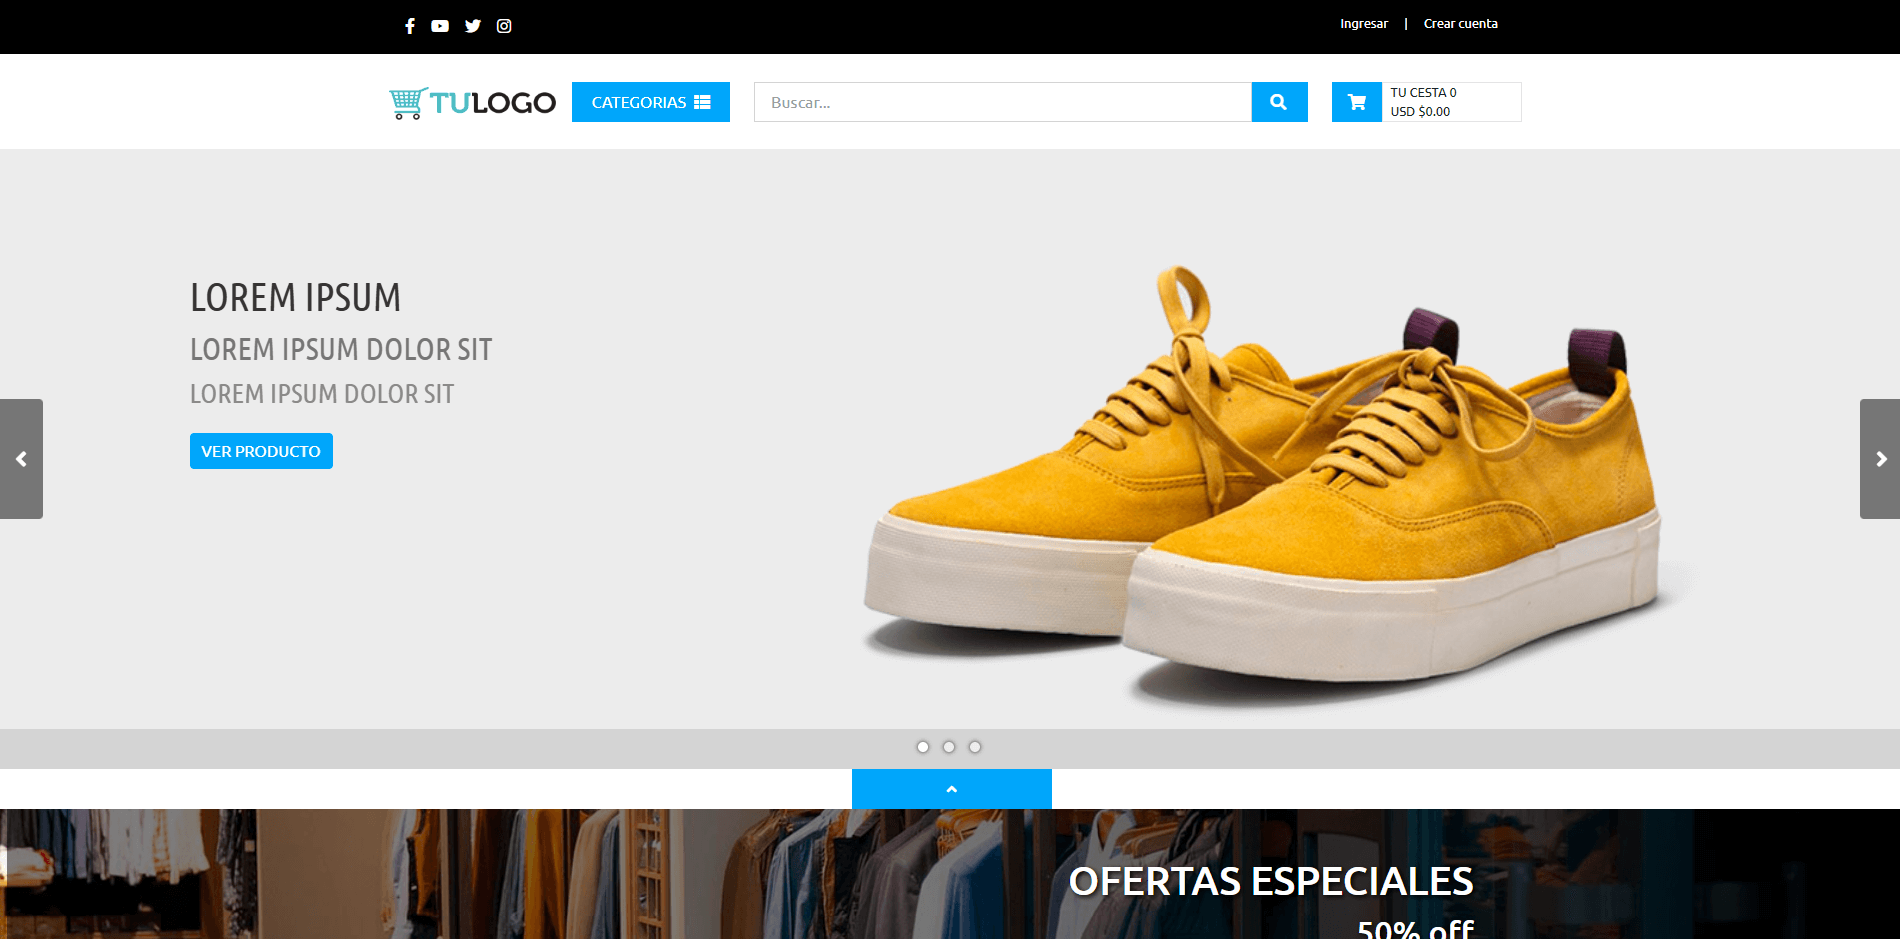 Ingresar | Crear cuenta
TULOGO
CATEGORIAS
Buscar...
TU CESTA 0
USD $0.00
LOREM IPSUM
LOREM IPSUM DOLOR SIT
LOREM IPSUM DOLOR SIT
VER PRODUCTO
OFERTAS ESPECIALES
50% off